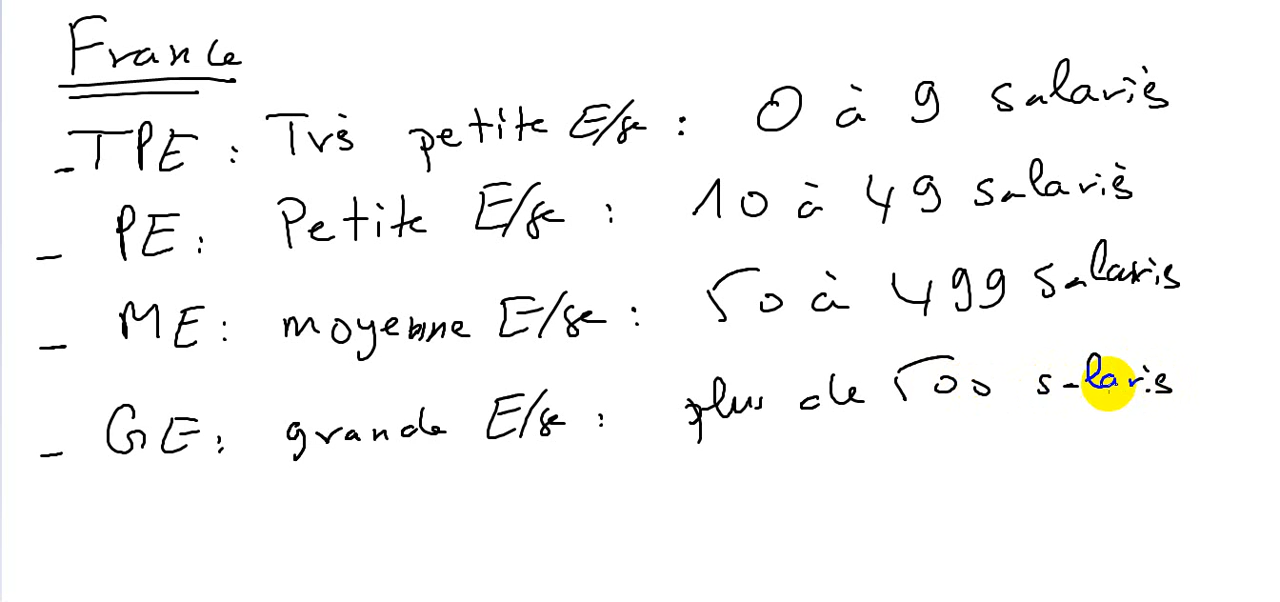 France
- TPE : Très petite E/se : 0 à 9 salariés
- PE : Petite E/se : 10 à 49 salariés
- ME : moyenne E/se : 50 à 499 salariés
- GE : grande E/se : plus de 500 salariés